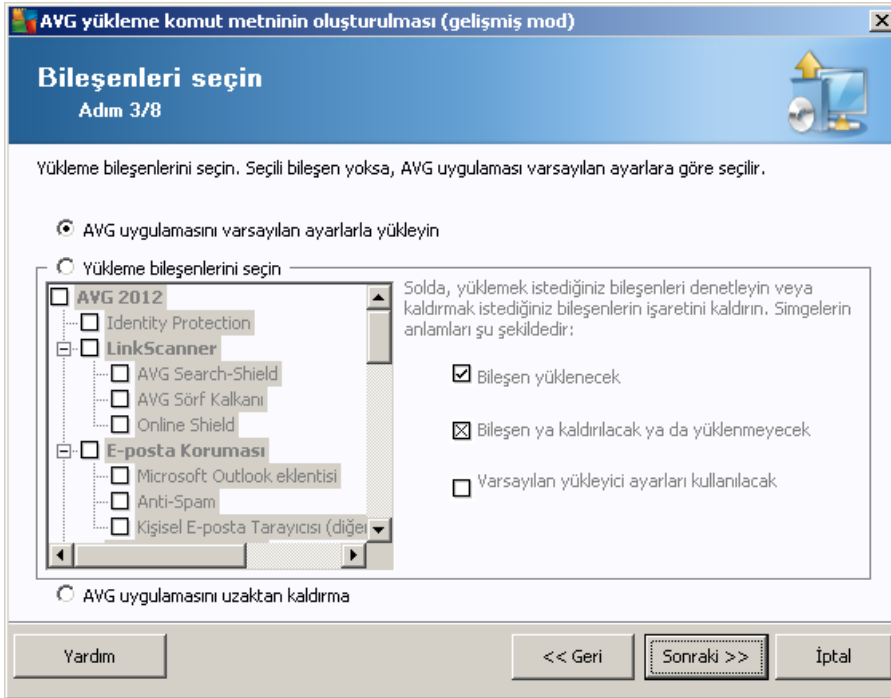 AVG yükleme komut metninin oluşturulması (gelişmiş mod)
Bileşenleri seçin
Adım 3/8
Yükleme bileşenlerini seçin. Seçili bileşen yoksa, AVG uygulaması varsayılan ayarlara göre seçilir.
AVG uygulamasını varsayılan ayarlarla yükleyin
Yükleme bileşenlerini seçin
AVG 2012
Identity Protection
LinkScanner
AVG Search-Shield
AVG Sörf Kalkanı
Online Shield
E-posta Koruması
Microsoft Outlook eklentisi
Anti-Spam
Kişisel E-posta Tarayıcısı (diğer
Solda, yüklemek istediğiniz bileşenleri denetleyin veya
kaldırmak istediğiniz bileşenlerin işaretini kaldırın. Simgelerin
anlamları şu şekildedir:
Bileşen yüklenecek
Bileşen ya kaldırılacak ya da yüklenmeyecek
Varsayılan yükleyici ayarları kullanılacak
AVG uygulamasını uzaktan kaldırma
Yardım
<< Geri
Sonraki >>
İptal